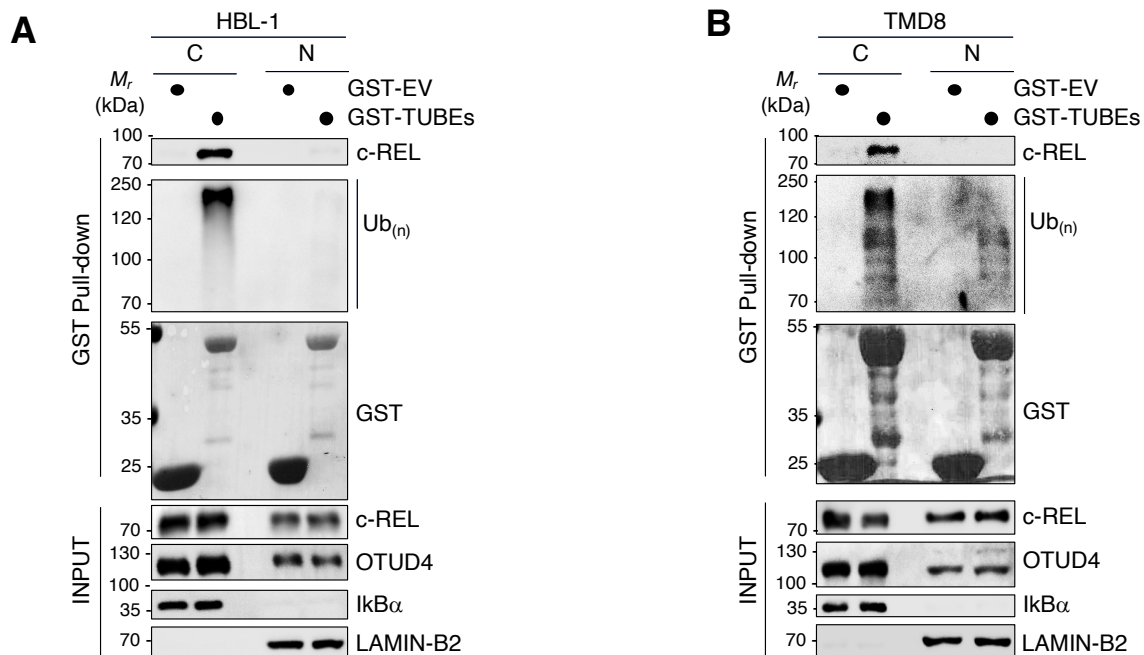 A
HBL-1
C N
Mr
(kDa)
GST-EV
GST-TUBEs
GST Pull-down
100
70
c-REL
250
120
100
70
Ub(n)
55
35
25
GST
INPUT
70
c-REL
130
100
OTUD4
35
IkBα
70
LAMIN-B2
B
TMD8
C N
Mr
(kDa)
GST-EV
GST-TUBEs
GST Pull-down
100
70
c-REL
250
120
100
70
Ub(n)
55
35
25
GST
INPUT
70
c-REL
130
100
OTUD4
35
IkBα
70
LAMIN-B2